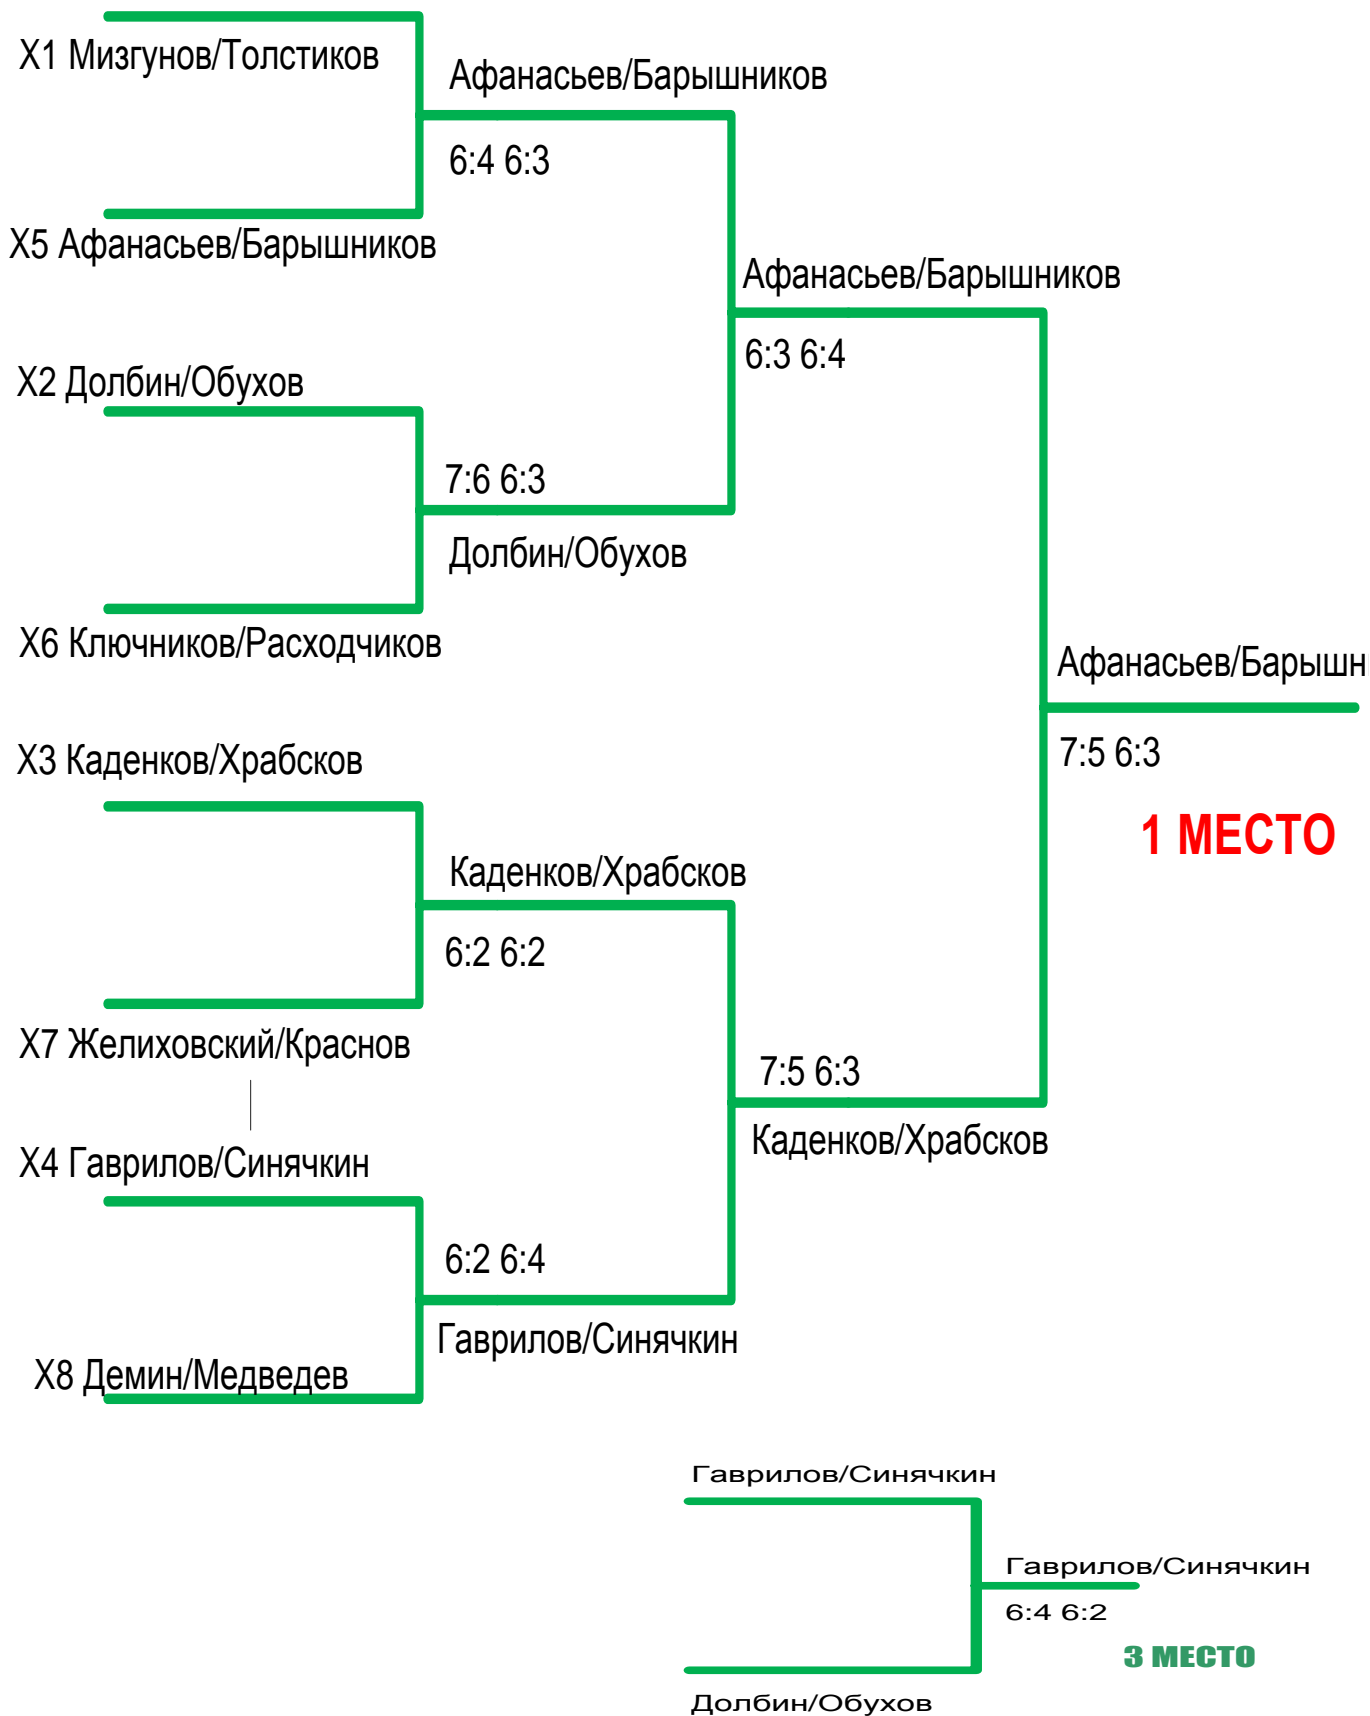 Х1 Мизгунов/Толстиков
Афанасьев/Барышников
6:4 6:3
Х5 Афанасьев/Барышников
Афанасьев/Барышников
6:3 6:4
Х2 Долбин/Обухов
7:6 6:3
Долбин/Обухов
Х6 Ключников/Расходчиков
Афанасьев/Барышн
7:5 6:3
1 МЕСТО
Х3 Каденков/Храбсков
Каденков/Храбсков
6:2 6:2
Х7 Желиховский/Краснов
7:5 6:3
Каденков/Храбсков
Х4 Гаврилов/Синячкин
6:2 6:4
Гаврилов/Синячкин
Х8 Демин/Медведев
Гаврилов/Синячкин
Гаврилов/Синячкин
6:4 6:2
3 МЕСТО
Долбин/Обухов